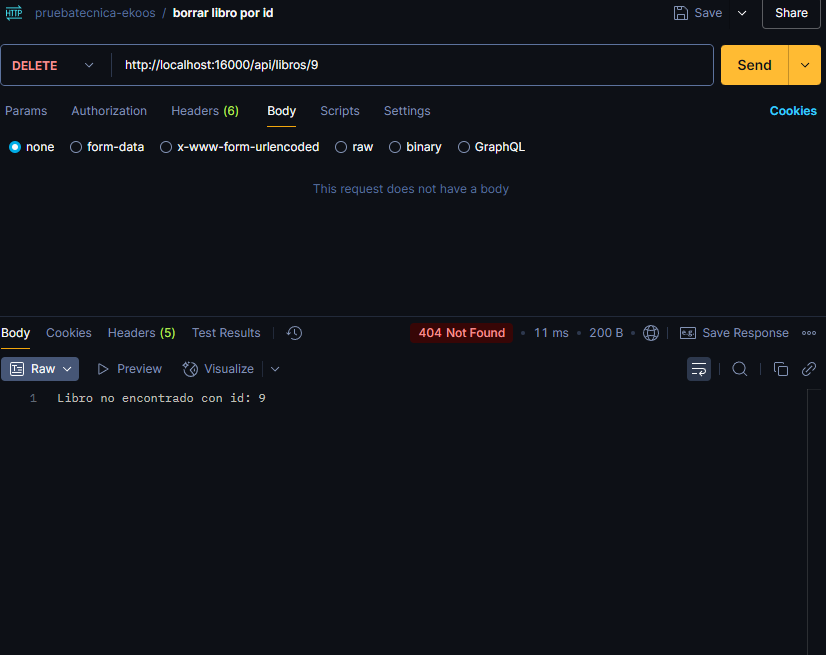 HTTP pruebatecnica-ekoos / borrar libro por id Save Share
DELETE http://localhost:16000/api/libros/9 Send
Params Authorization Headers (6) Body Scripts Settings Cookies
none form-data x-www-form-urlencoded raw binary GraphQL
This request does not have a body
Body Cookies Headers (5) Test Results 404 Not Found • 11 ms • 200 B • e.g. Save Response
Raw Preview Visualize
1 Libro no encontrado con id: 9